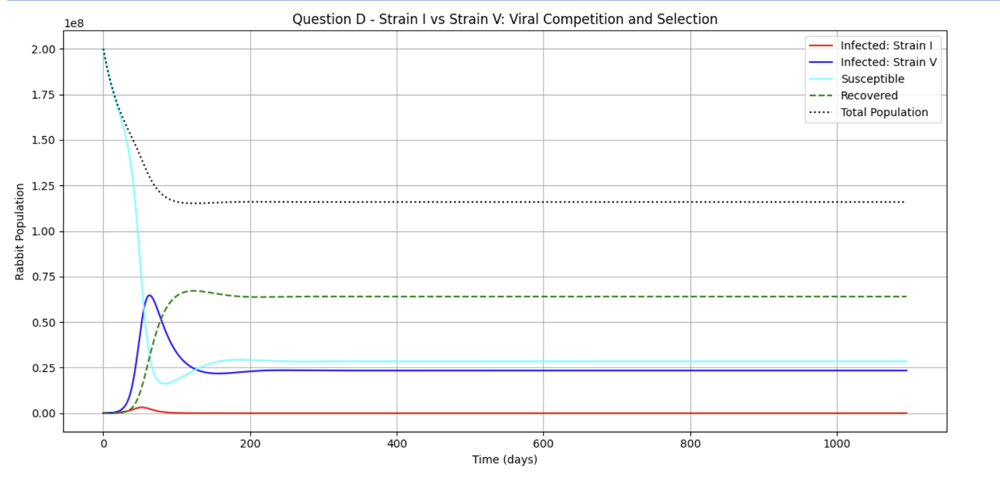 Question D - Strain I vs Strain V: Viral Competition and Selection
1e8
Infected: Strain I
Infected: Strain V
Susceptible
Recovered
Total Population
2.00
1.75
1.50
1.25
1.00
0.75
0.50
0.25
0.00
Rabbit Population
0 200 400 600 800 1000
Time (days)